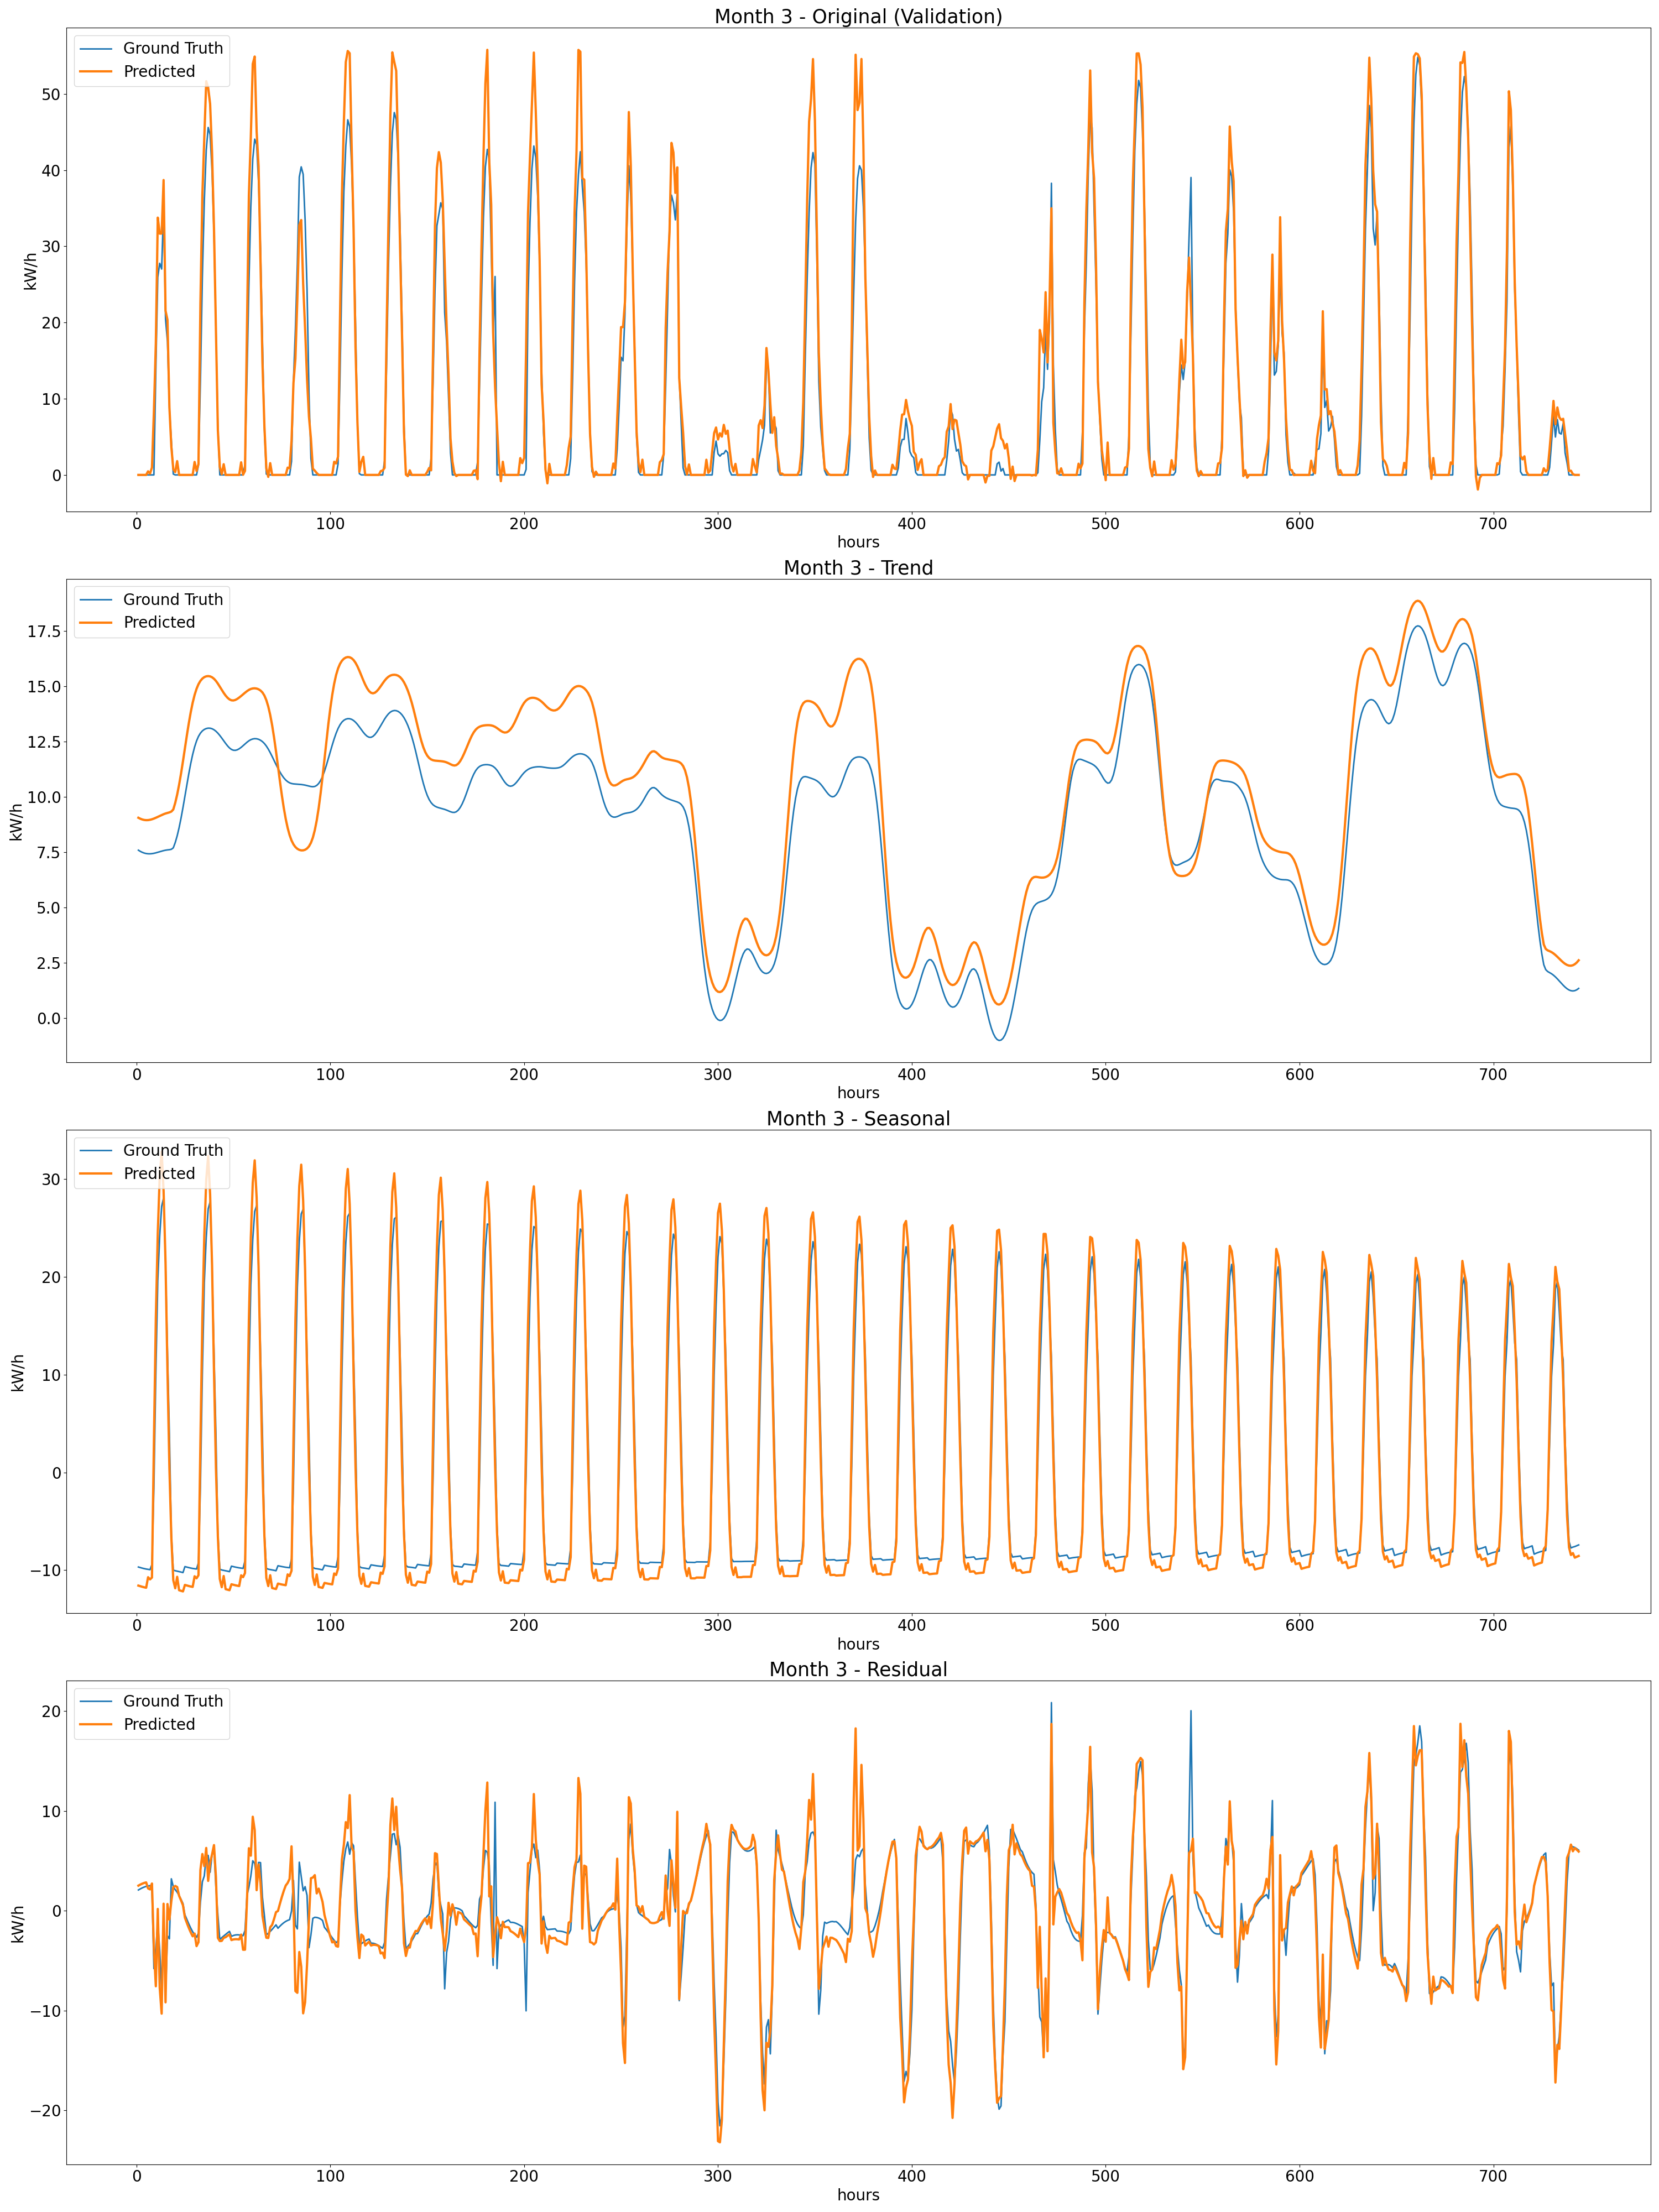 Month 3 - Original (Validation)
Ground Truth
Predicted
kW/h
50
40
30
20
10
0
0 100 200 300 400 500 600 700
hours
Month 3 - Trend
Ground Truth
Predicted
kW/h
17.5
15.0
12.5
10.0
7.5
5.0
2.5
0.0
0 100 200 300 400 500 600 700
hours
Month 3 - Seasonal
Ground Truth
Predicted
kW/h
30
20
10
0
−10
0 100 200 300 400 500 600 700
hours
Month 3 - Residual
Ground Truth
Predicted
kW/h
20
10
0
−10
−20
0 100 200 300 400 500 600 700
hours